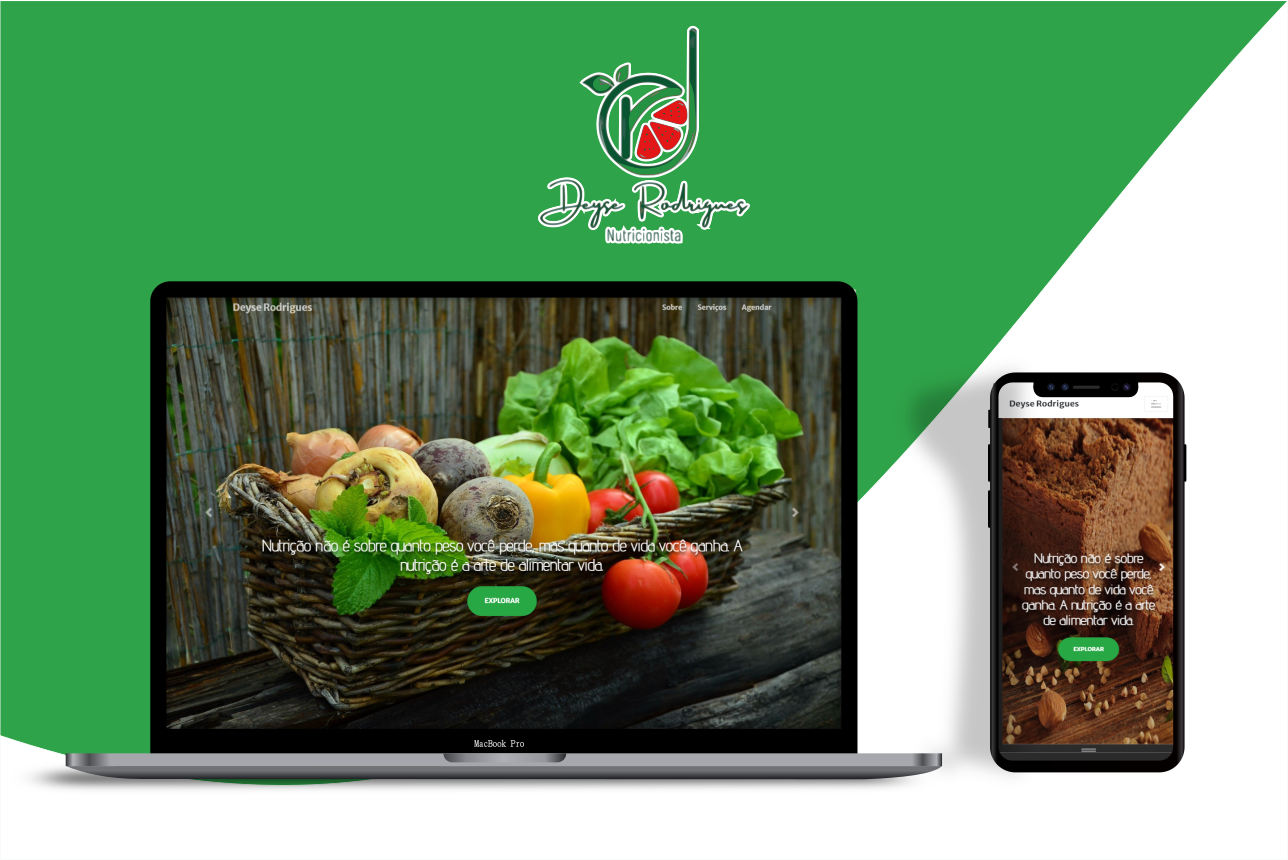 rd
Deyse Rodrigues
Nutricionista
Deyse Rodrigues
Sobre Serviços Agendar
Nutrição não é sobre quanto peso você perde, mas quanto de vida você ganha. A
nutrição é a arte de alimentar vida.
EXPLORAR
MacBook Pro
Deyse Rodrigues
Nutrição não é sobre
quanto peso você perde,
mas quanto de vida você
ganha. A nutrição é a arte
de alimentar vida.
EXPLORAR